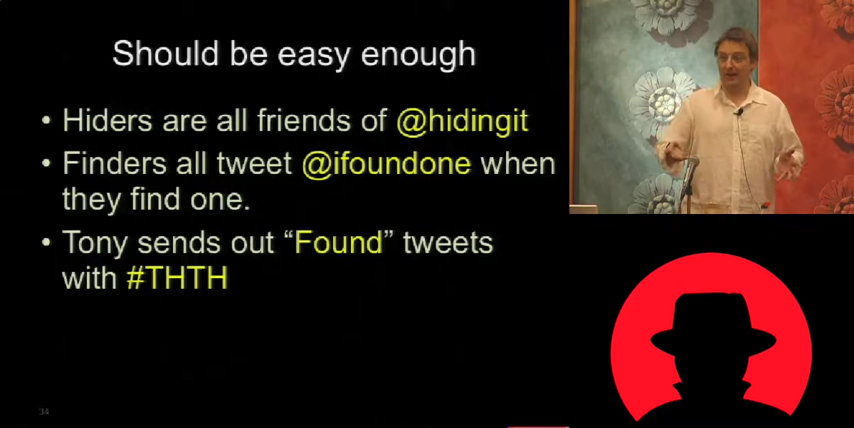 Should be easy enough
• Hiders are all friends of @hidingit
• Finders all tweet @ifoundone when
they find one.
• Tony sends out “Found” tweets
with #THTH
34